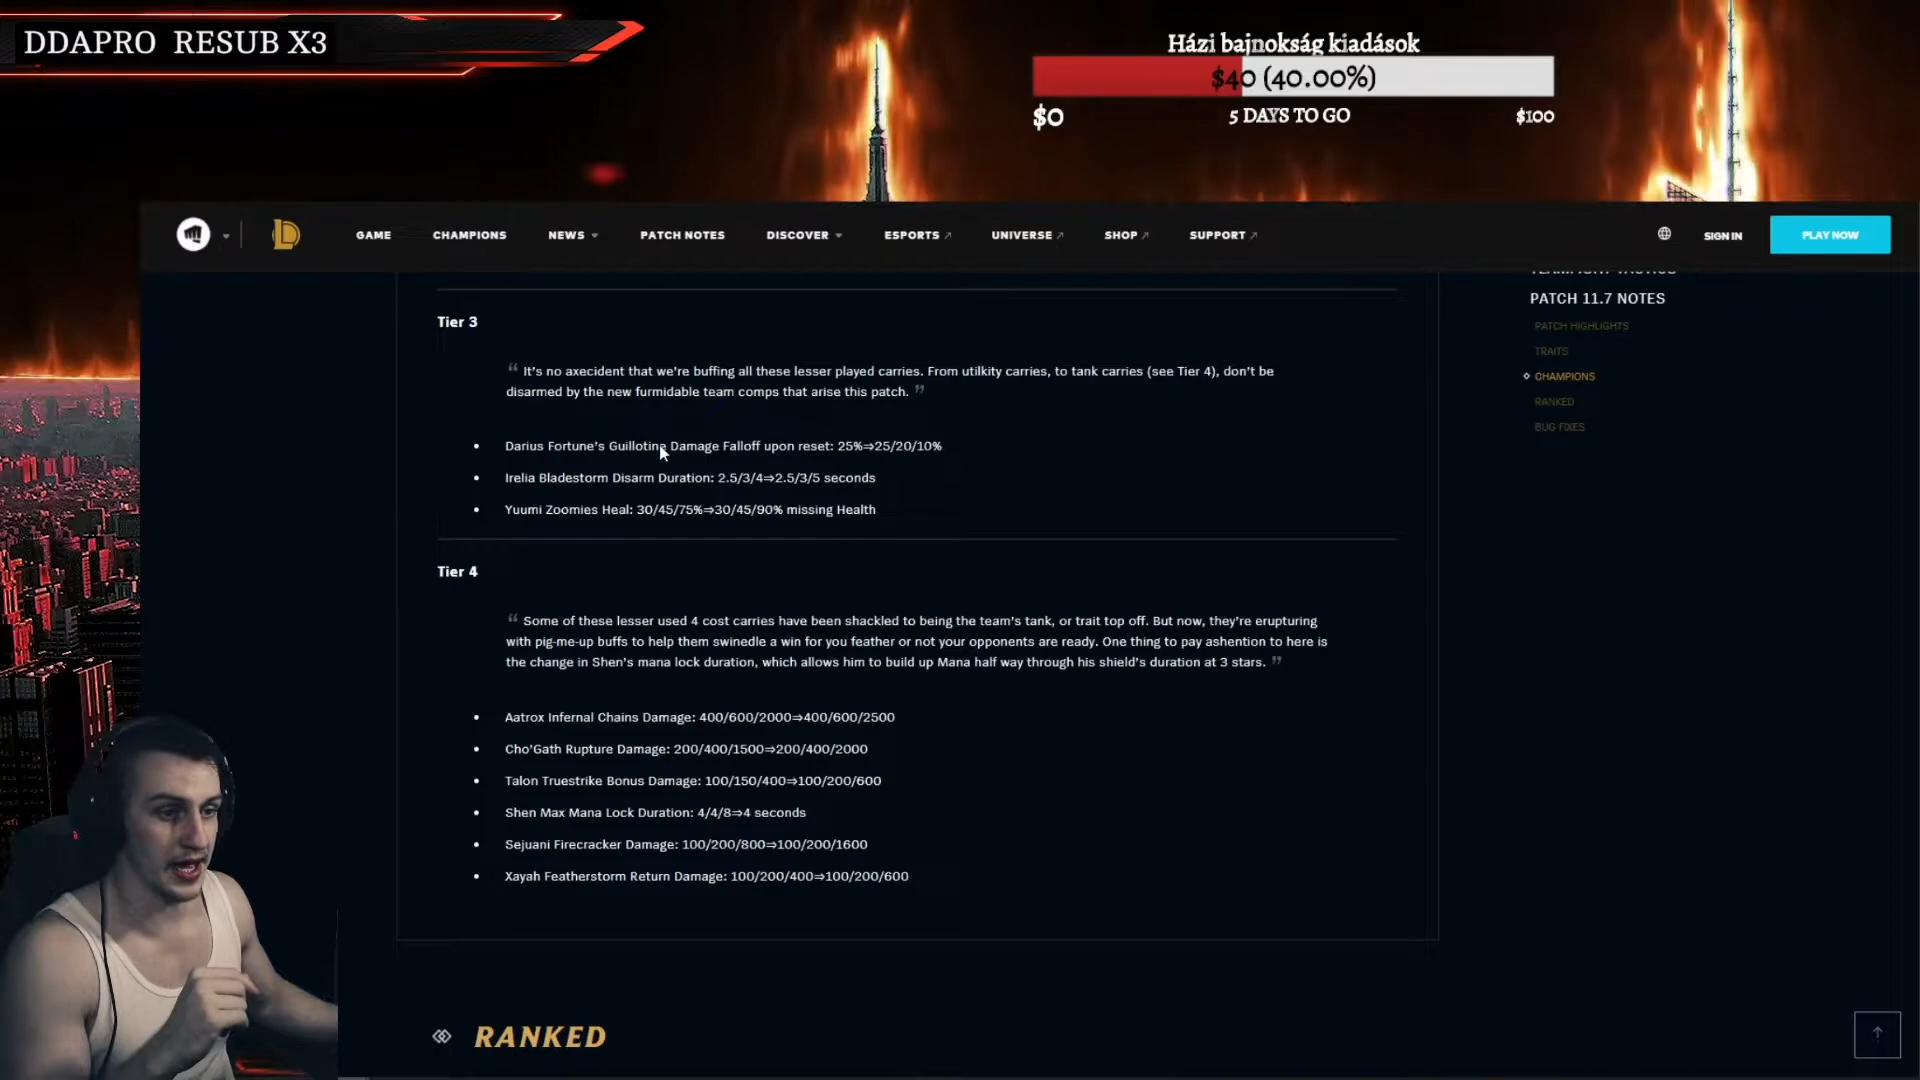 DDAPRO RESUB X3
Házi bajnokság kiadások
$40 (40.00%)
$0
5 DAYS TO GO
$100
GAME
CHAMPIONS
NEWS
PATCH NOTES
DISCOVER
ESPORTS
UNIVERSE
SHOP
SUPPORT
SIGN IN
PLAY NOW
Tier 3
“ It's no axecident that we're buffing all these lesser played carries. From utilkity carries, to tank carries (see Tier 4), don't be
disarmed by the new furmidable team comps that arise this patch. ”
• Darius Fortune's Guillotine Damage Falloff upon reset: 25%⇒25/20/10%
• Irelia Bladestorm Disarm Duration: 2.5/3/4⇒2.5/3/5 seconds
• Yuumi Zoomies Heal: 30/45/75%⇒30/45/90% missing Health
Tier 4
“ Some of these lesser used 4 cost carries have been shackled to being the team's tank, or trait top off. But now, they're erupturing
with pig-me-up buffs to help them swinedle a win for you feather or not your opponents are ready. One thing to pay ashention to here is
the change in Shen's mana lock duration, which allows him to build up Mana half way through his shield's duration at 3 stars. ”
• Aatrox Infernal Chains Damage: 400/600/2000⇒400/600/2500
• Cho'Gath Rupture Damage: 200/400/1500⇒200/400/2000
• Talon Truestrike Bonus Damage: 100/150/400⇒100/200/600
• Shen Max Mana Lock Duration: 4/4/8⇒4 seconds
• Sejuani Firecracker Damage: 100/200/800⇒100/200/1600
• Xayah Featherstorm Return Damage: 100/200/400⇒100/200/600
RANKED
TEAMFIGHT TACTICS
PATCH 11.7 NOTES
PATCH HIGHLIGHTS
TRAITS
CHAMPIONS
RANKED
BUG FIXES